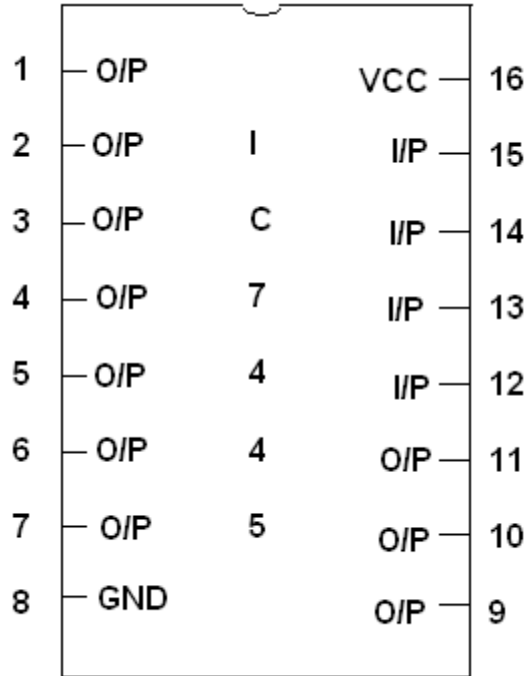 1 O/P VCC 16
2 O/P I I/P 15
3 O/P C I/P 14
4 O/P 7 I/P 13
5 O/P 4 I/P 12
6 O/P 4 O/P 11
7 O/P 5 O/P 10
8 GND O/P 9